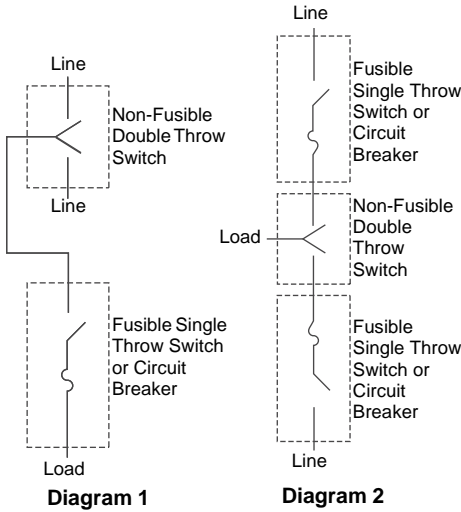 Line
Non-Fusible
Double Throw
Switch
Line
Fusible Single
Throw Switch
or Circuit
Breaker
Load
Diagram 1
Line
Fusible
Single Throw
Switch or
Circuit
Breaker
Load
Non-Fusible
Double
Throw
Switch
Fusible
Single Throw
Switch or
Circuit
Breaker
Line
Diagram 2